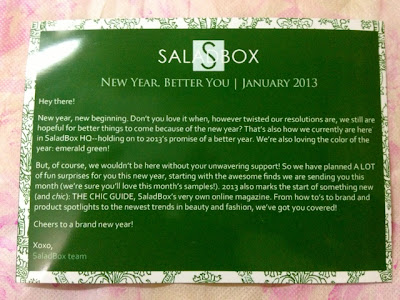 SALADBOX
S
NEW YEAR, BETTER YOU | JANUARY 2013
Hey there!
New year, new beginning. Don't you love it when, however twisted our resolutions are, we still are
hopeful for better things to come because of the new year? That's also how we currently are here
in SaladBox HQ--holding on to 2013's promise of a better year. We're also loving the color of the
year: emerald green!
But, of course, we wouldn't be here without your unwavering support! So we have planned A LOT
of fun surprises for you this new year, starting with the awesome finds we are sending you this
month (we're sure you'll love this month's samples!). 2013 also marks the start of something new
(and chic): THE CHIC GUIDE, SaladBox's very own online magazine. From how to's to brand and
product spotlights to the newest trends in beauty and fashion, we've got you covered!
Cheers to a brand new year!
Xoxo,
SaladBox team